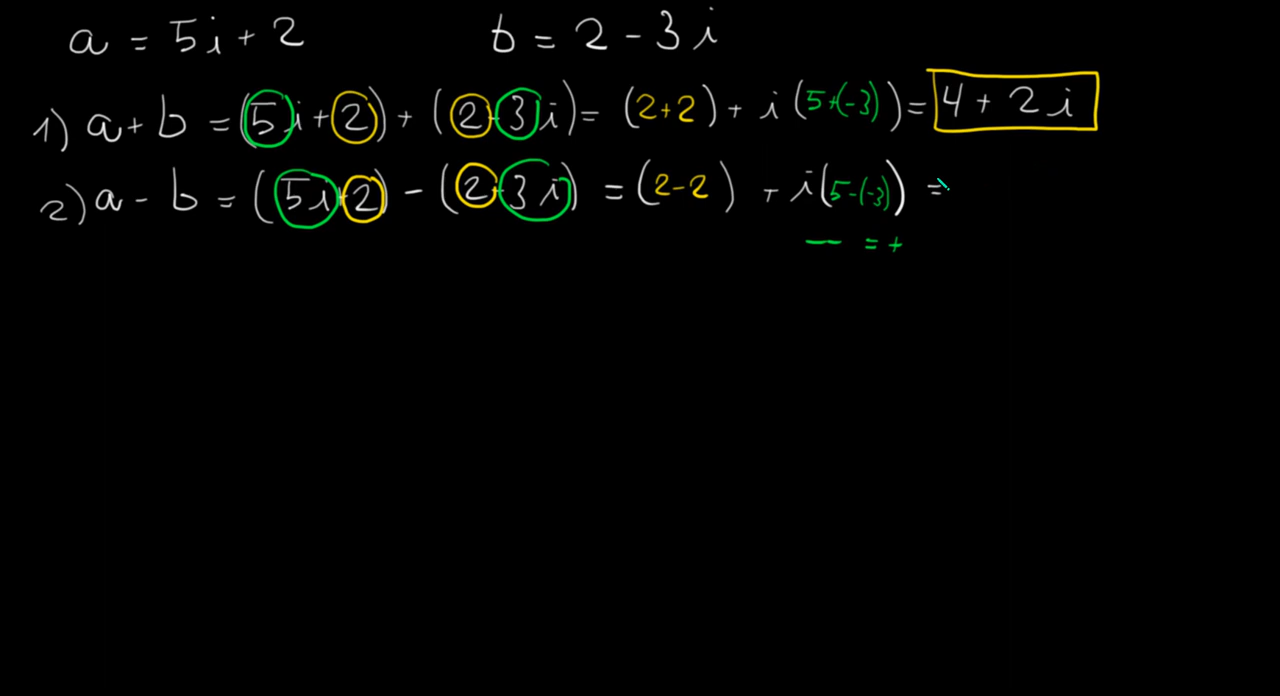 a = 5i + 2 b = 2 - 3i
1) a + b = (5i + 2) + (2 - 3i) = (2+2) + i (5+(-3)) = 4 + 2i
2) a - b = (5i + 2) - (2 - 3i) = (2-2) + i (5-(-3)) =
- - = +